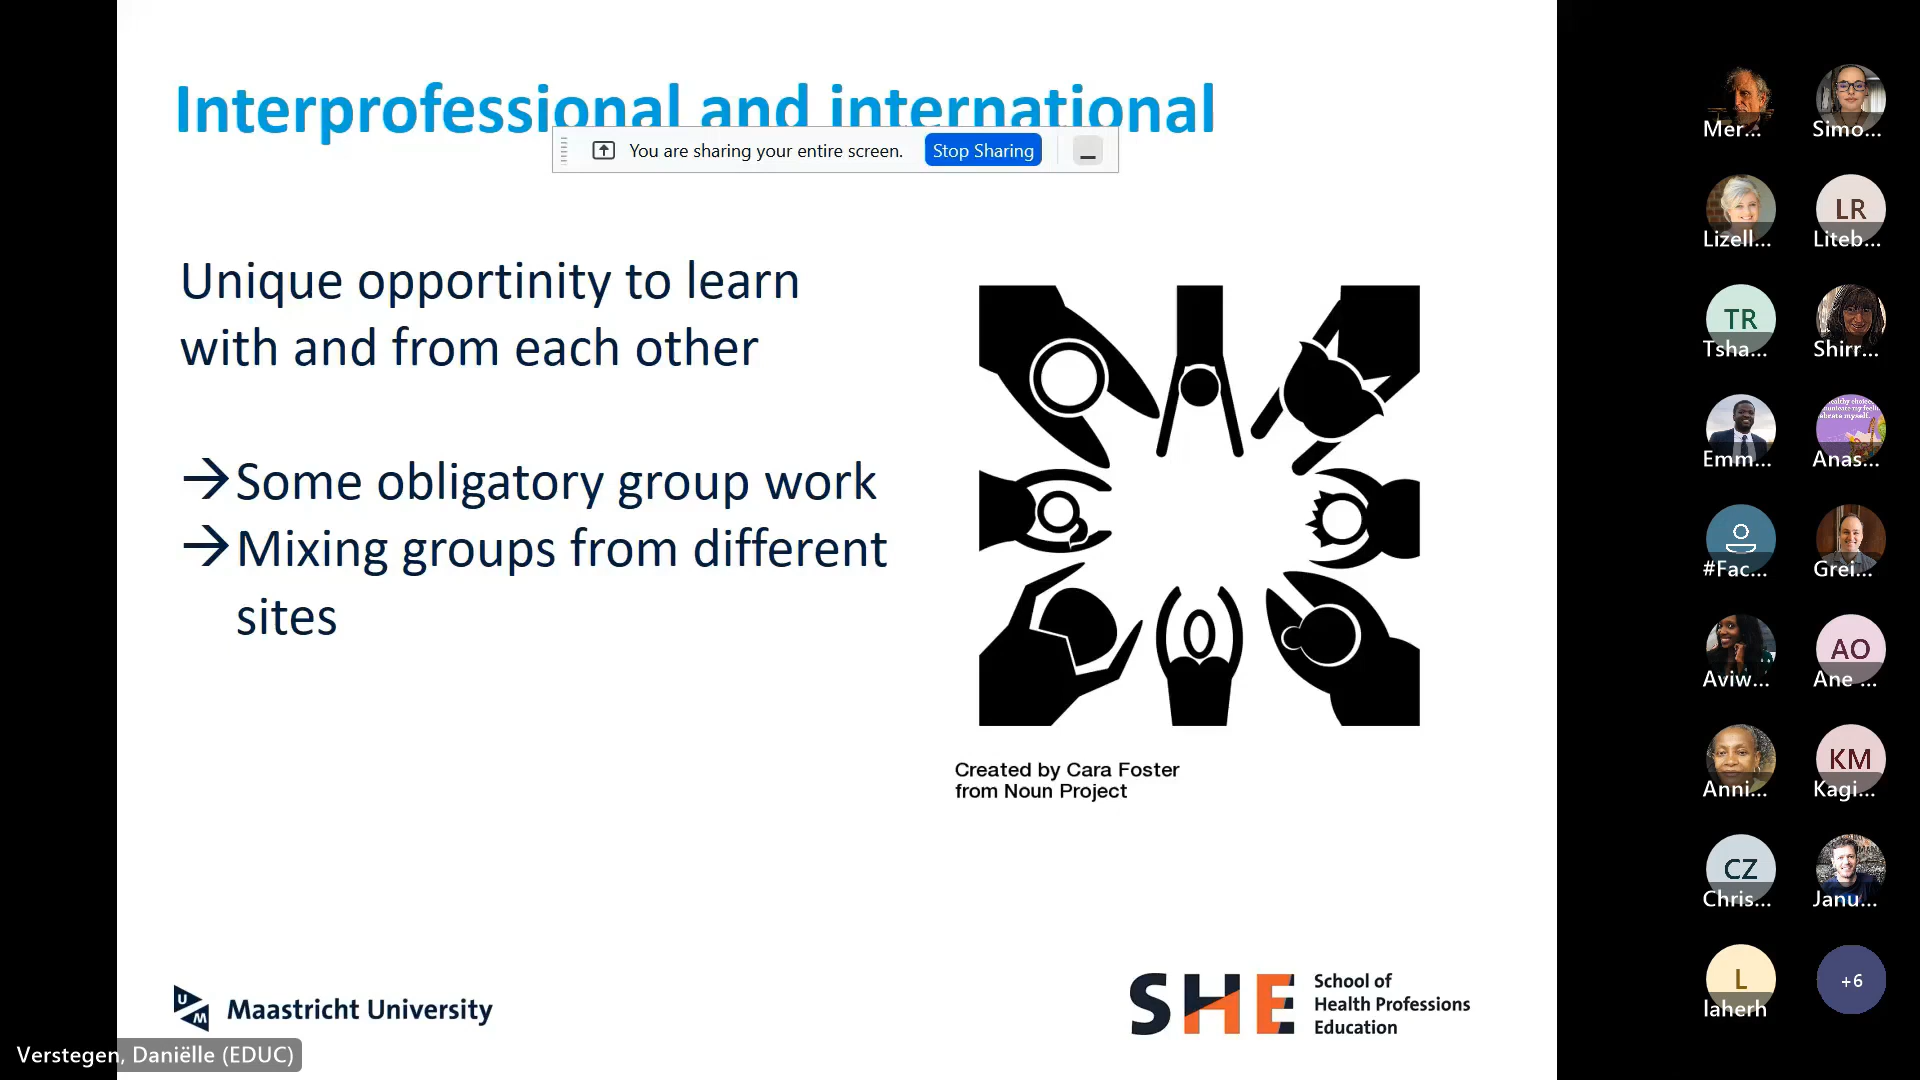 Interprofessional and international
You are sharing your entire screen.
Stop Sharing
Unique opportinity to learn
with and from each other
→Some obligatory group work
→Mixing groups from different
sites
Created by Cara Foster
from Noun Project
UM
Maastricht University
SHE
School of
Health Professions
Education
Verstegen, Daniëlle (EDUC)
Mer...
Simo...
Lizell...
LR
Liteb...
TR
Tsha...
Shirr...
Emm...
Anas...
#Fac...
Grei...
Aviw...
AO
Ane ...
Anni...
KM
Kagi...
CZ
Chris...
Janu...
L
laherh
+6